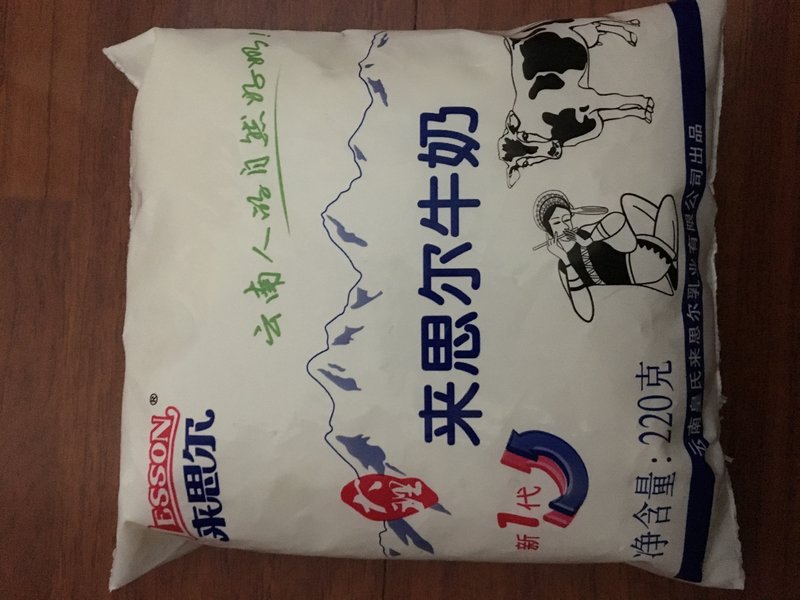 ESSON®
来思尔
云南人的自然好奶!
大理
来思尔牛奶
新1代
净含量:220克
云南皇氏来思尔乳业有限公司出品